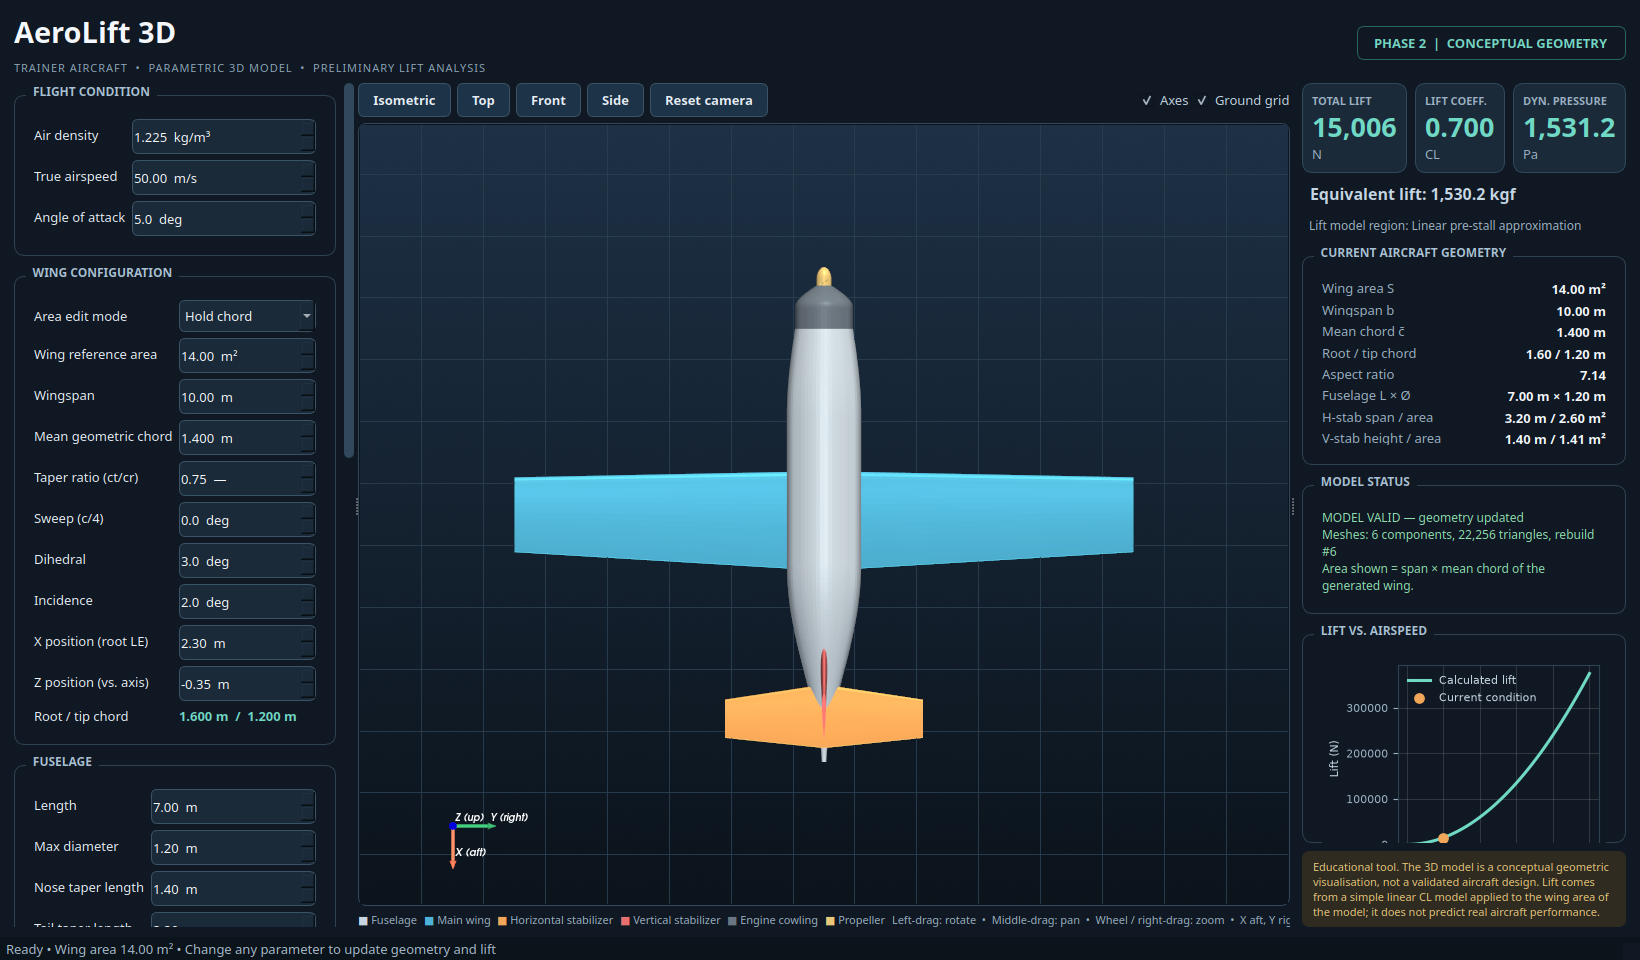 AeroLift 3D
TRAINER AIRCRAFT • PARAMETRIC 3D MODEL • PRELIMINARY LIFT ANALYSIS
PHASE 2 | CONCEPTUAL GEOMETRY
FLIGHT CONDITION
Air density 1.225 kg/m³
True airspeed 50.00 m/s
Angle of attack 5.0 deg
WING CONFIGURATION
Area edit mode Hold chord
Wing reference area 14.00 m²
Wingspan 10.00 m
Mean geometric chord 1.400 m
Taper ratio (ct/cr) 0.75 —
Sweep (c/4) 0.0 deg
Dihedral 3.0 deg
Incidence 2.0 deg
X position (root LE) 2.30 m
Z position (vs. axis) -0.35 m
Root / tip chord 1.600 m / 1.200 m
FUSELAGE
Length 7.00 m
Max diameter 1.20 m
Nose taper length 1.40 m
Tail taper length
Isometric Top Front Side Reset camera
✓ Axes ✓ Ground grid
Z (up) Y (right)
X (aft)
Fuselage Main wing Horizontal stabilizer Vertical stabilizer Engine cowling Propeller Left-drag: rotate • Middle-drag: pan • Wheel / right-drag: zoom • X aft, Y rig
TOTAL LIFT
15,006
N
LIFT COEFF.
0.700
CL
DYN. PRESSURE
1,531.2
Pa
Equivalent lift: 1,530.2 kgf
Lift model region: Linear pre-stall approximation
CURRENT AIRCRAFT GEOMETRY
Wing area S 14.00 m²
Wingspan b 10.00 m
Mean chord c̄ 1.400 m
Root / tip chord 1.60 / 1.20 m
Aspect ratio 7.14
Fuselage L × Ø 7.00 m × 1.20 m
H-stab span / area 3.20 m / 2.60 m²
V-stab height / area 1.40 m / 1.41 m²
MODEL STATUS
MODEL VALID — geometry updated
Meshes: 6 components, 22,256 triangles, rebuild
#6
Area shown = span × mean chord of the
generated wing.
LIFT VS. AIRSPEED
Calculated lift
Current condition
Lift (N)
300000
200000
100000
0
Educational tool. The 3D model is a conceptual geometric
visualisation, not a validated aircraft design. Lift comes
from a simple linear CL model applied to the wing area of
the model; it does not predict real aircraft performance.
Ready • Wing area 14.00 m² • Change any parameter to update geometry and lift